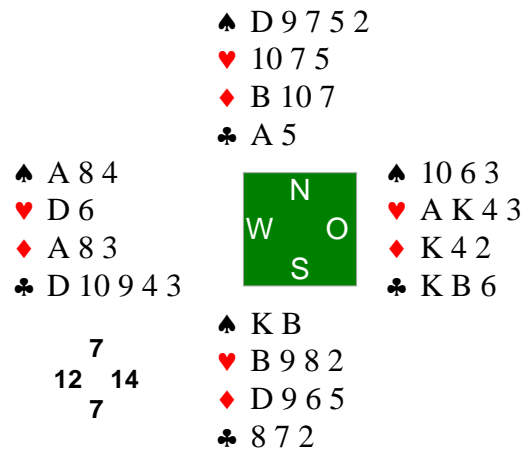 ♠ D 9 7 5 2
♥ 10 7 5
♦ B 10 7
♣ A 5
♠ A 8 4
♥ D 6
♦ A 8 3
♣ D 10 9 4 3
N
W O
S
♠ 10 6 3
♥ A K 4 3
♦ K 4 2
♣ K B 6
7
12 14
7
♠ K B
♥ B 9 8 2
♦ D 9 6 5
♣ 8 7 2